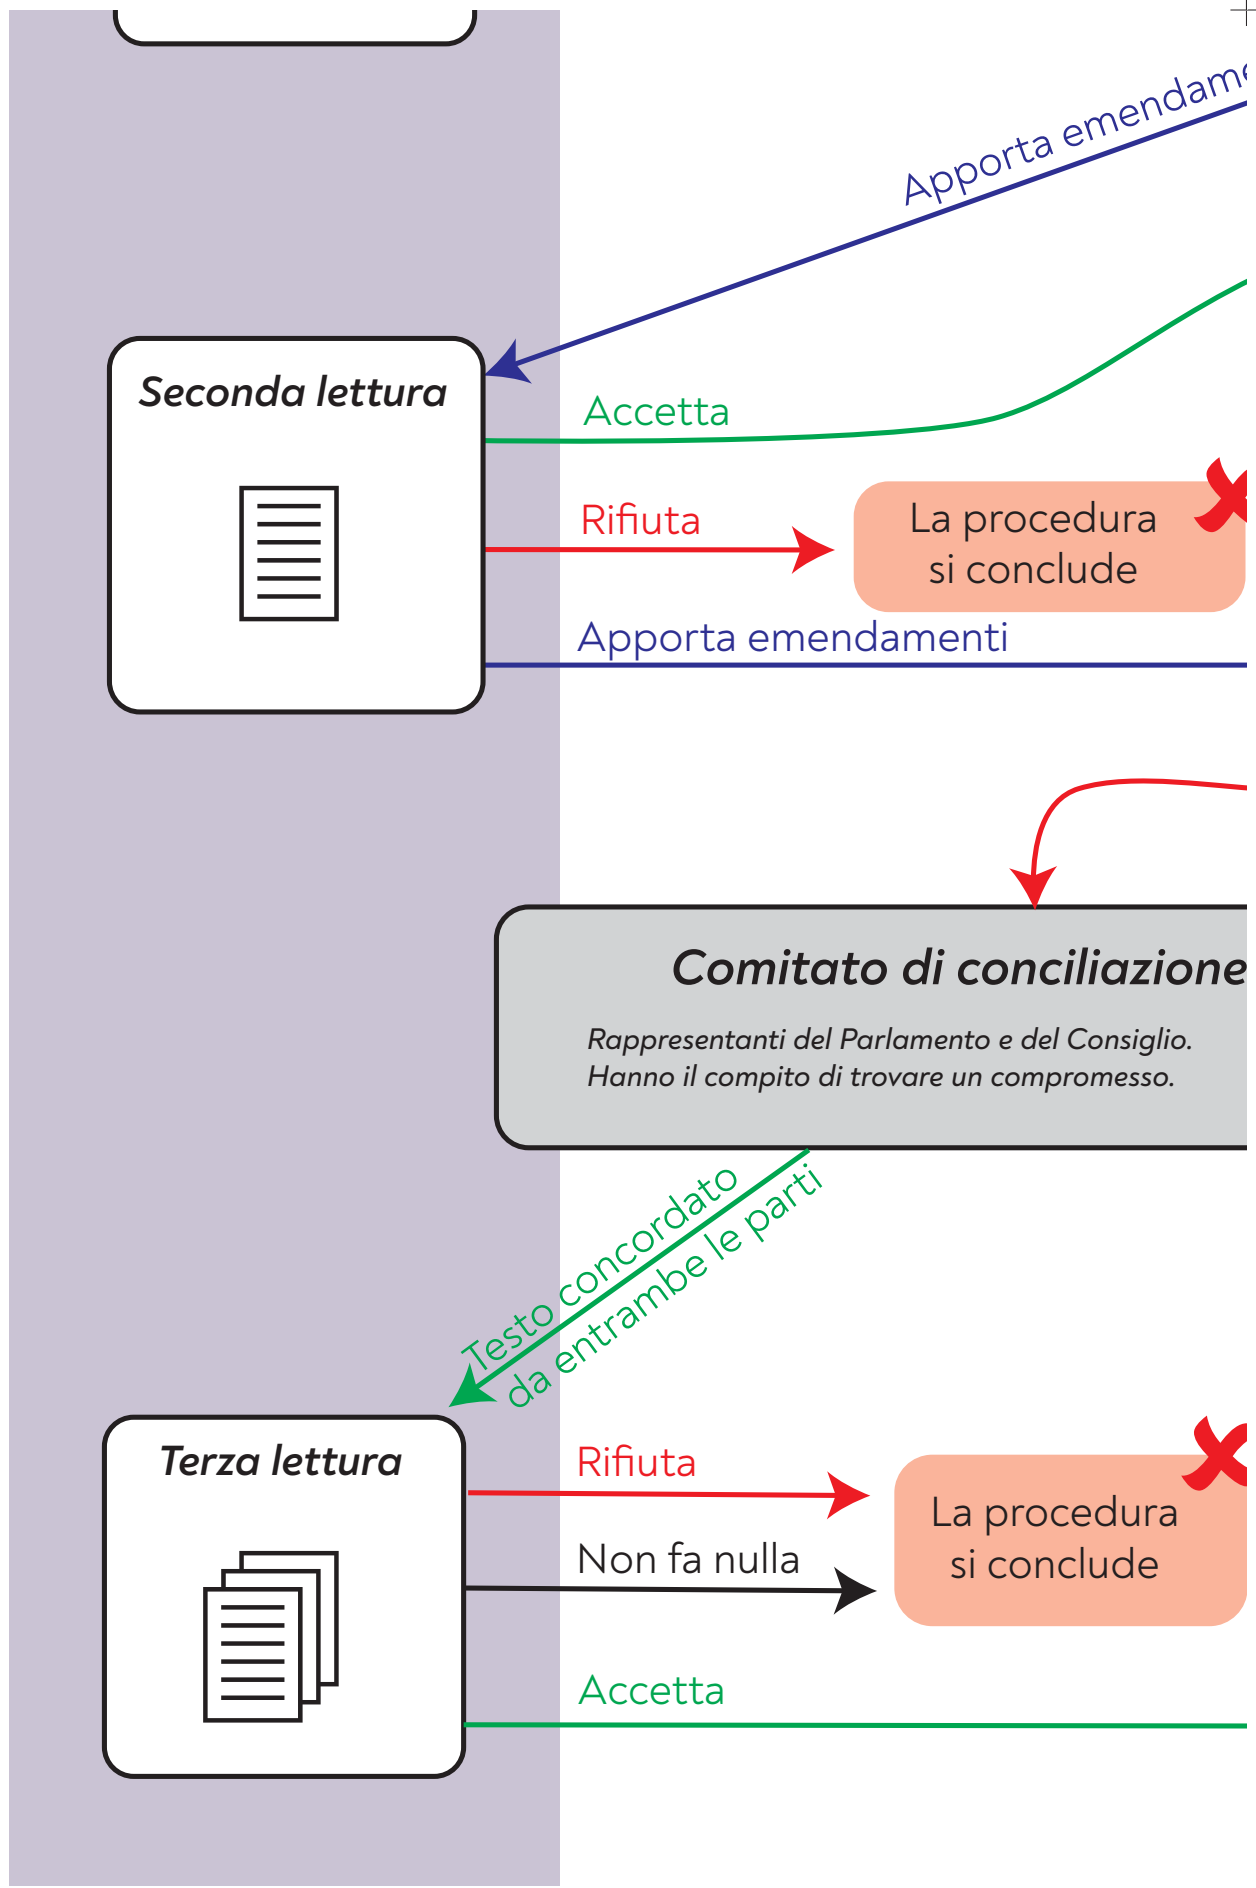 Apporta
Seconda lettura
Accetta
Rifiuta
La procedura
si conclude
Apporta emendamenti
Comitato di conciliazione
Rappresentanti del Parlamento e del Consiglio.
Hanno il compito di trovare un compromesso.
Testo concordato
da entrambe le parti
Terza lettura
Rifiuta
La procedura
si conclude
Non fa nulla
Accetta